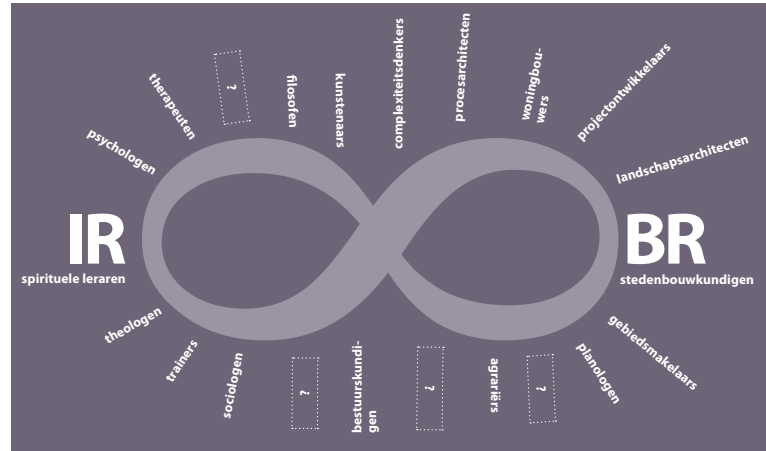 psychologen
therapeuten
?
filosofen
kunstenaars
complexiteitsdenkers
procesarchitecten
woningbou-
wers
projectontwikkelaars
landschapsarchitecten
IR
spirituele leraren
BR
stedenbouwkundigen
theologen
trainers
sociologen
?
bestuurskundi-
gen
?
agrariërs
?
planologen
gebiedsmakelaars